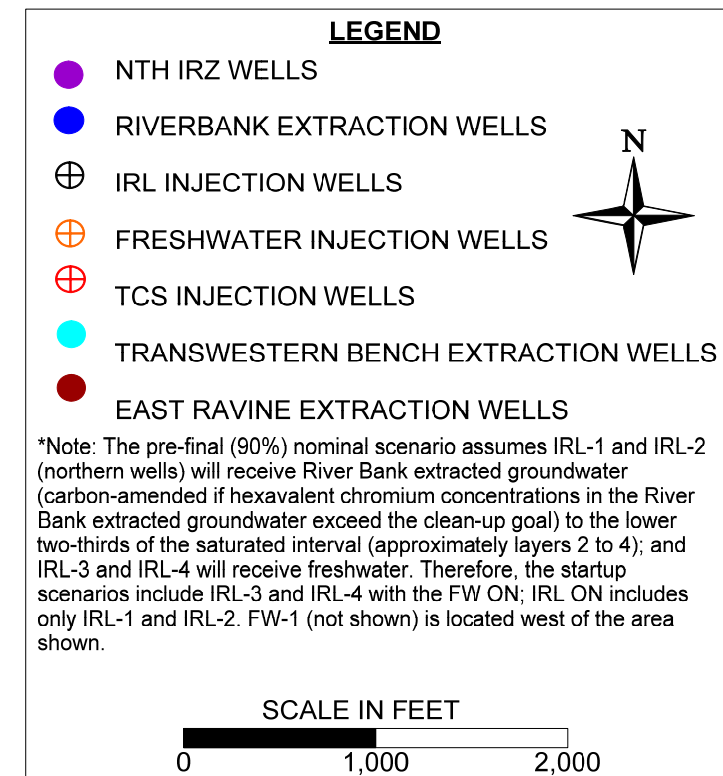 LEGEND
NTH IRZ WELLS
RIVERBANK EXTRACTION WELLS
N
IRL INJECTION WELLS
FRESHWATER INJECTION WELLS
TCS INJECTION WELLS
TRANSWESTERN BENCH EXTRACTION WELLS
EAST RAVINE EXTRACTION WELLS
*Note: The pre-final (90%) nominal scenario assumes IRL-1 and IRL-2
(northern wells) will receive River Bank extracted groundwater
(carbon-amended if hexavalent chromium concentrations in the River
Bank extracted groundwater exceed the clean-up goal) to the lower
two-thirds of the saturated interval (approximately layers 2 to 4); and
IRL-3 and IRL-4 will receive freshwater. Therefore, the startup
scenarios include IRL-3 and IRL-4 with the FW ON; IRL ON includes
only IRL-1 and IRL-2. FW-1 (not shown) is located west of the area
shown.
SCALE IN FEET
0 1,000 2,000